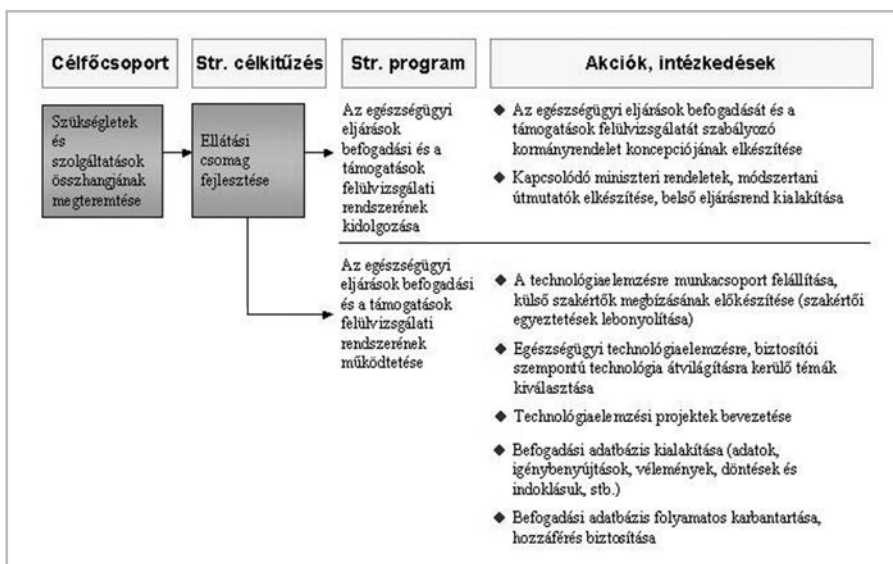 Célfőcsoport
Str. célkitűzés
Str. program
Akciók, intézkedések
Szükségletek
és
szolgáltatások
összhangjának
megteremtése
Ellátási
csomag
fejlesztése
Az egészségügyi
eljárások
befogadási és a
támogatások
felülvizsgálati
rendszerének
kidolgozása
◆ Az egészségügyi eljárások befogadását és a
támogatások felülvizsgálatát szabályozó
kormányrendelet koncepciójának elkészítése
◆ Kapcsolódó miniszteri rendeletek, módszertani
útmutatók elkészítése, belső eljárásrend kialakítása
Az egészségügyi
eljárások befogadási
és a támogatások
felülvizsgálati
rendszerének
működtetése
◆ A technológiaelemzésre munkacsoport felállítása,
külső szakértők megbízásának előkészítése (szakértői
egyeztetések lebonyolítása)
◆ Egészségügyi technológiaelemzésre, biztosítói
szempontú technológia átvilágításra kerülő témák
kiválasztása
◆ Technológiaelemzési projektek bevezetése
◆ Befogadási adatbázis kialakítása (adatok,
igénybenyújtások, vélemények, döntések és
indoklásuk, stb.)
◆ Befogadási adatbázis folyamatos karbantartása,
hozzáférés biztosítása